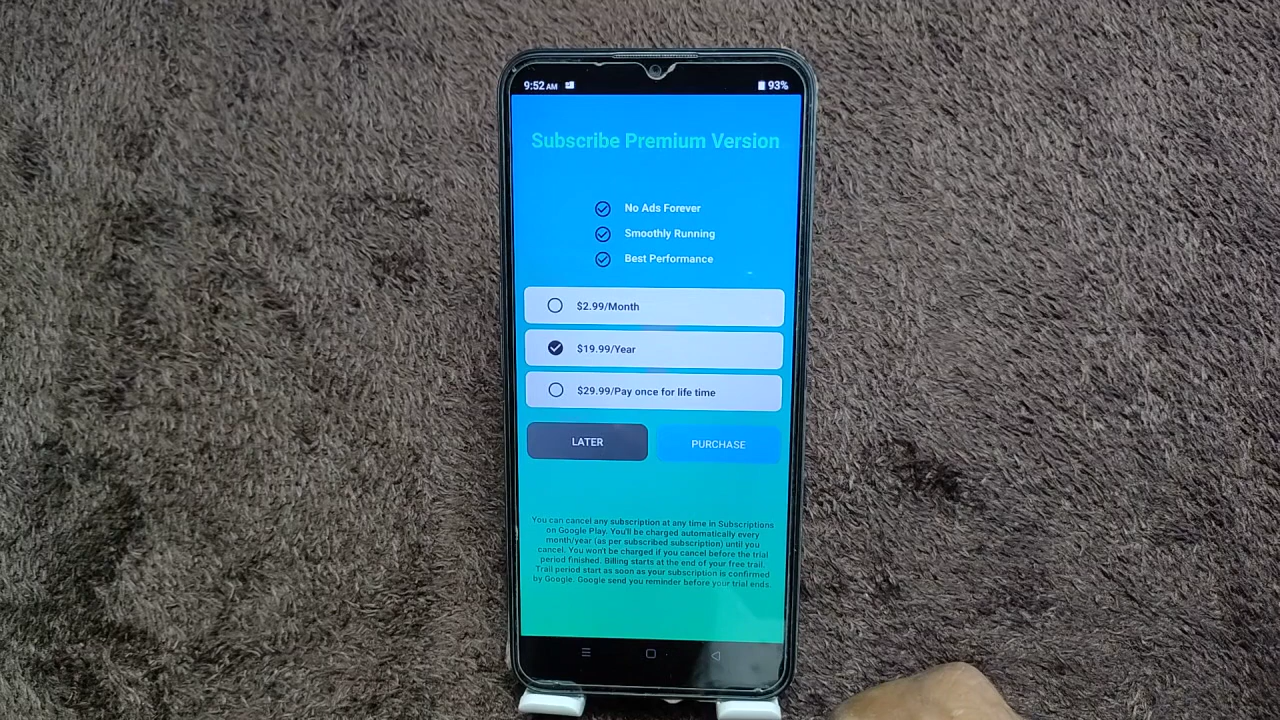 9:52 AM 93%
Subscribe Premium Version
No Ads Forever
Smoothly Running
Best Performance
$2.99/Month
$19.99/Year
$29.99/Pay once for life time
LATER PURCHASE
You can cancel any subscription at any time in Subscriptions
on Google Play. You'll be charged automatically every
month/year (as per subscribed subscription) until you
cancel. You won't be charged if you cancel before the trial
period finished. Billing starts at the end of your free trail.
Trail period start as soon as your subscription is confirmed
by Google. Google send you reminder before your trial ends.